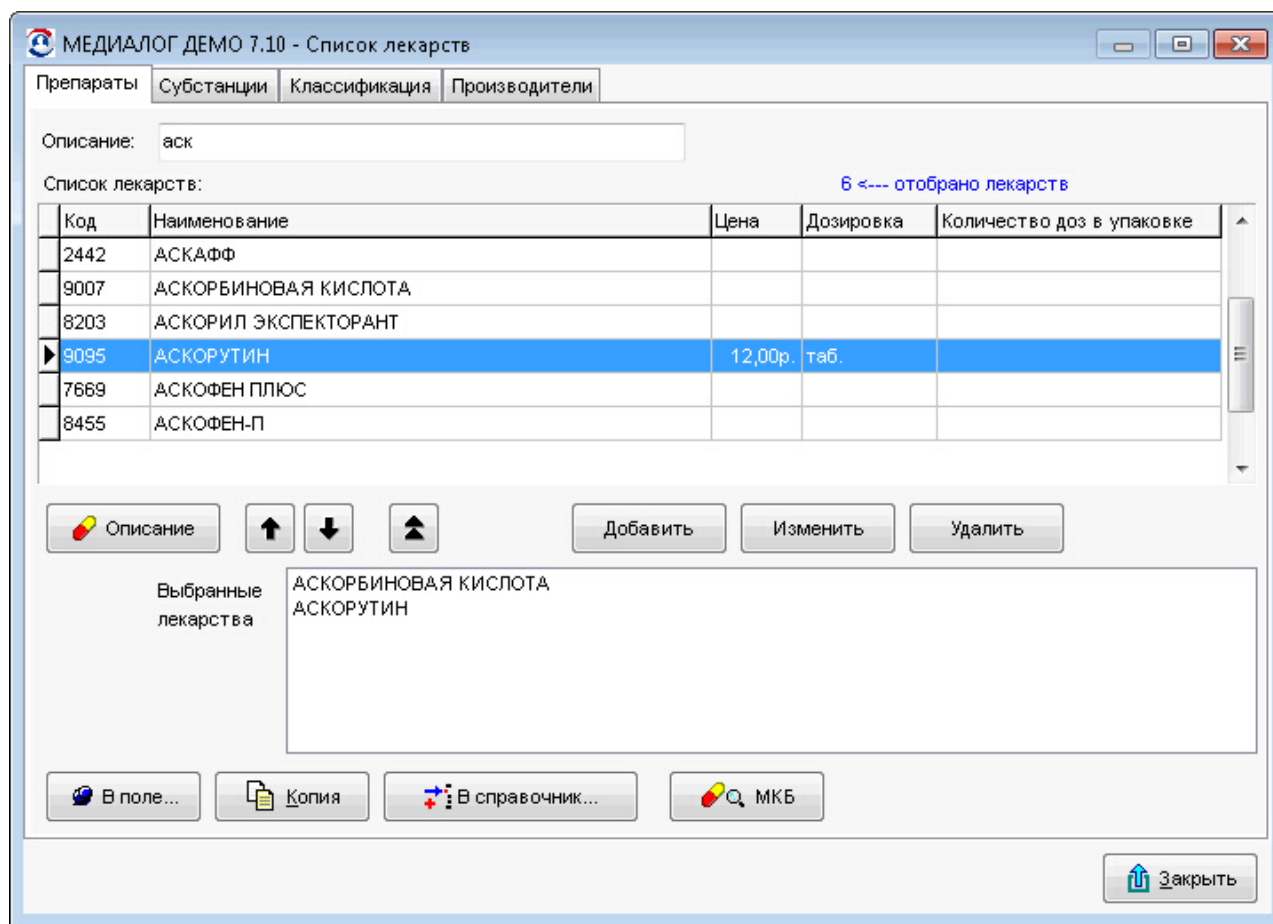 МЕДИАЛОГ ДЕМО 7.10 - Список лекарств
Препараты Субстанции Классификация Производители
Описание: аск
Список лекарств: 6 <--- отобрано лекарств
Код Наименование Цена Дозировка Количество доз в упаковке
2442 АСКАФФ
9007 АСКОРБИНОВАЯ КИСЛОТА
8203 АСКОРИЛ ЭКСПЕКТОРАНТ
9095 АСКОРУТИН 12,00р. таб.
7669 АСКОФЕН ПЛЮС
8455 АСКОФЕН-П
Описание Добавить Изменить Удалить
Выбранные лекарства
АСКОРБИНОВАЯ КИСЛОТА
АСКОРУТИН
В поле... Копия В справочник... МКБ
Закрыть